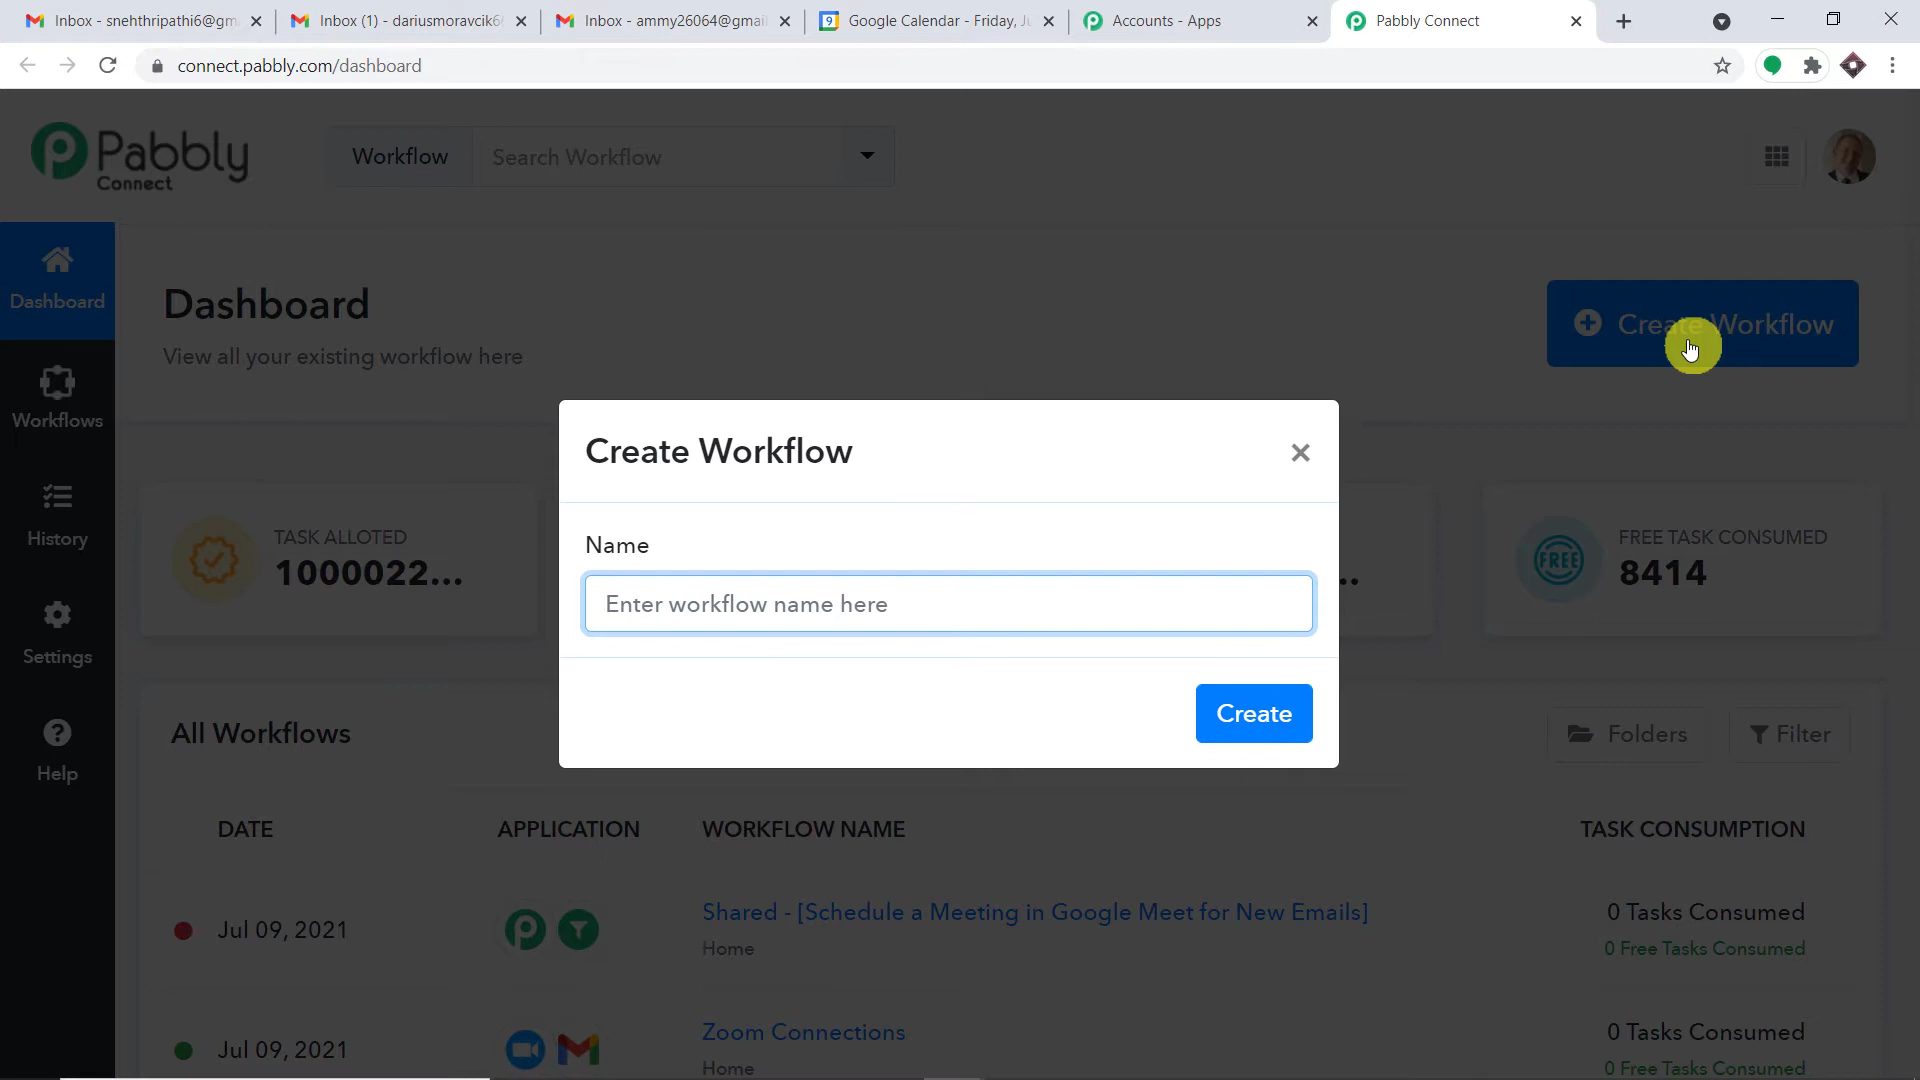 Inbox - snehthripathi6@gm
Inbox (1) - dariusmoravcik6
Inbox - ammy26064@gmail
Google Calendar - Friday, Ju
Accounts - Apps
Pabbly Connect
connect.pabbly.com/dashboard
Pabbly
Connect
Workflow
Search Workflow
Dashboard
Workflows
History
Settings
Help
Dashboard
View all your existing workflow here
Create Workflow
Create Workflow
Name
Enter workflow name here
Create
TASK ALLOTED
1000022...
...
FREE
FREE TASK CONSUMED
8414
All Workflows
Folders
Filter
DATE
APPLICATION
WORKFLOW NAME
TASK CONSUMPTION
Jul 09, 2021
Shared - [Schedule a Meeting in Google Meet for New Emails]
Home
0 Tasks Consumed
0 Free Tasks Consumed
Jul 09, 2021
Zoom Connections
Home
0 Tasks Consumed
0 Free Tasks Consumed